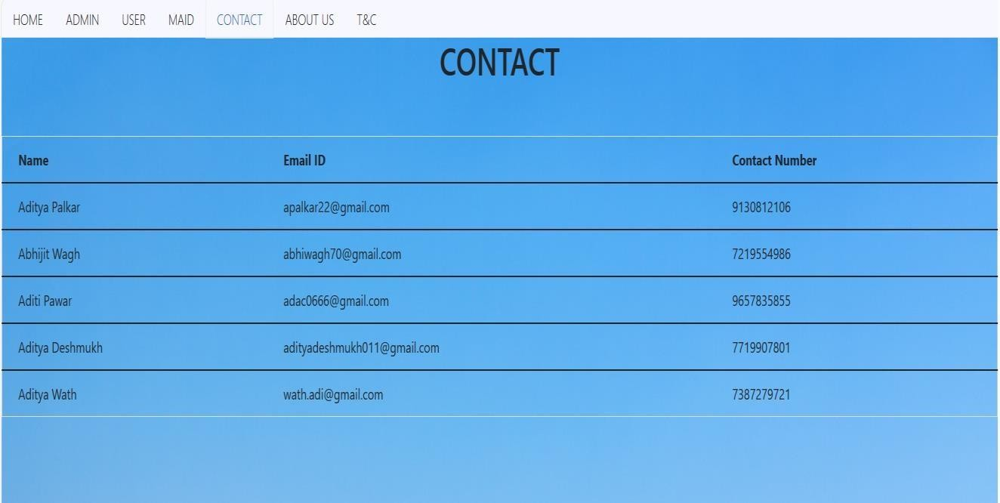 HOME ADMIN USER MAID CONTACT ABOUT US T&C
CONTACT
Name Email ID Contact Number
Aditya Palkar apalkar22@gmail.com 9130812106
Abhijit Wagh abhiwagh70@gmail.com 7219554986
Aditi Pawar adac0666@gmail.com 9657835855
Aditya Deshmukh adityadeshmukh011@gmail.com 7719907801
Aditya Wath wath.adi@gmail.com 7387279721